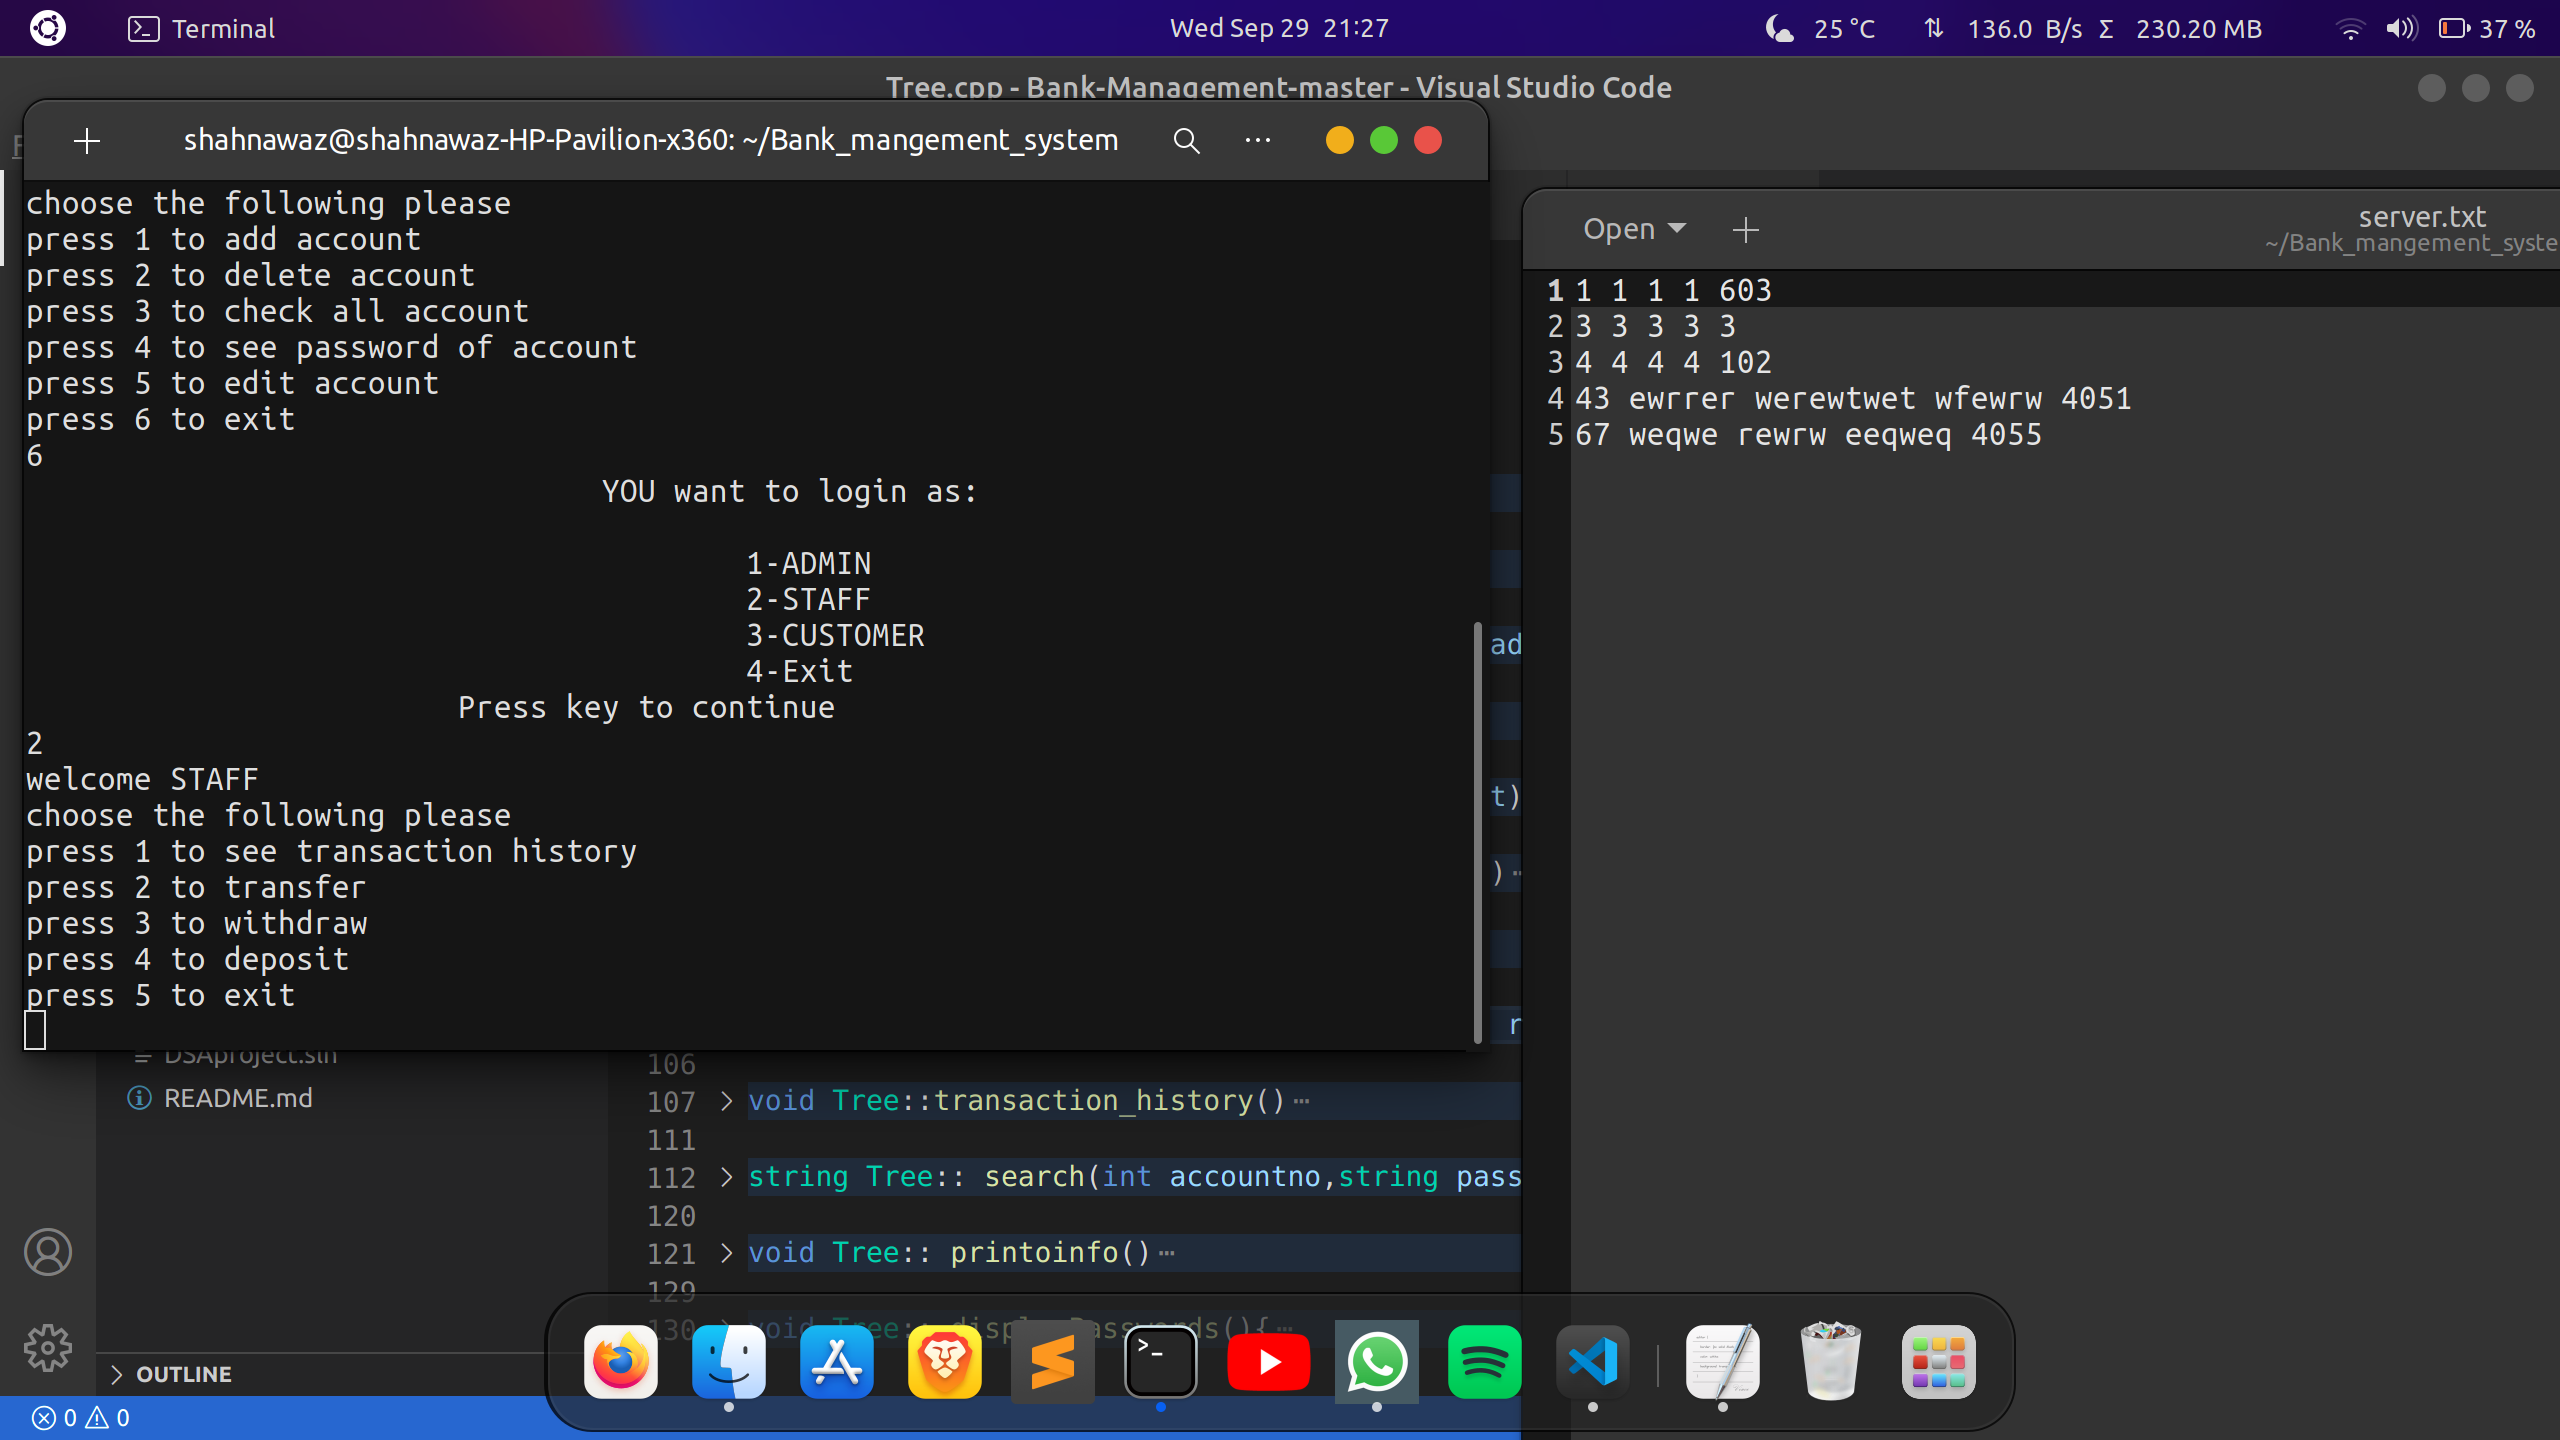 Terminal
Wed Sep 29 21:27
25 °C
136.0 B/s Σ 230.20 MB
37 %
Tree.cpp - Bank-Management-master - Visual Studio Code
shahnawaz@shahnawaz-HP-Pavilion-x360: ~/Bank_mangement_system
choose the following please
press 1 to add account
press 2 to delete account
press 3 to check all account
press 4 to see password of account
press 5 to edit account
press 6 to exit
6
YOU want to login as:
1-ADMIN
2-STAFF
3-CUSTOMER
4-Exit
Press key to continue
2
welcome STAFF
choose the following please
press 1 to see transaction history
press 2 to transfer
press 3 to withdraw
press 4 to deposit
press 5 to exit
Open
server.txt
~/Bank_mangement_syste
1 1 1 1 1 603
2 3 3 3 3 3
3 4 4 4 4 102
4 43 ewrrer werewtwet wfewrw 4051
5 67 weqwe rewrw eeqweq 4055
ad
t)
)…
r
DSAproject.sln
README.md
106
107 void Tree::transaction_history()…
111
112 string Tree:: search(int accountno,string pass
120
121 void Tree:: printoinfo()…
129
130 void Tree:: display_Passwords(){…
OUTLINE
0 0